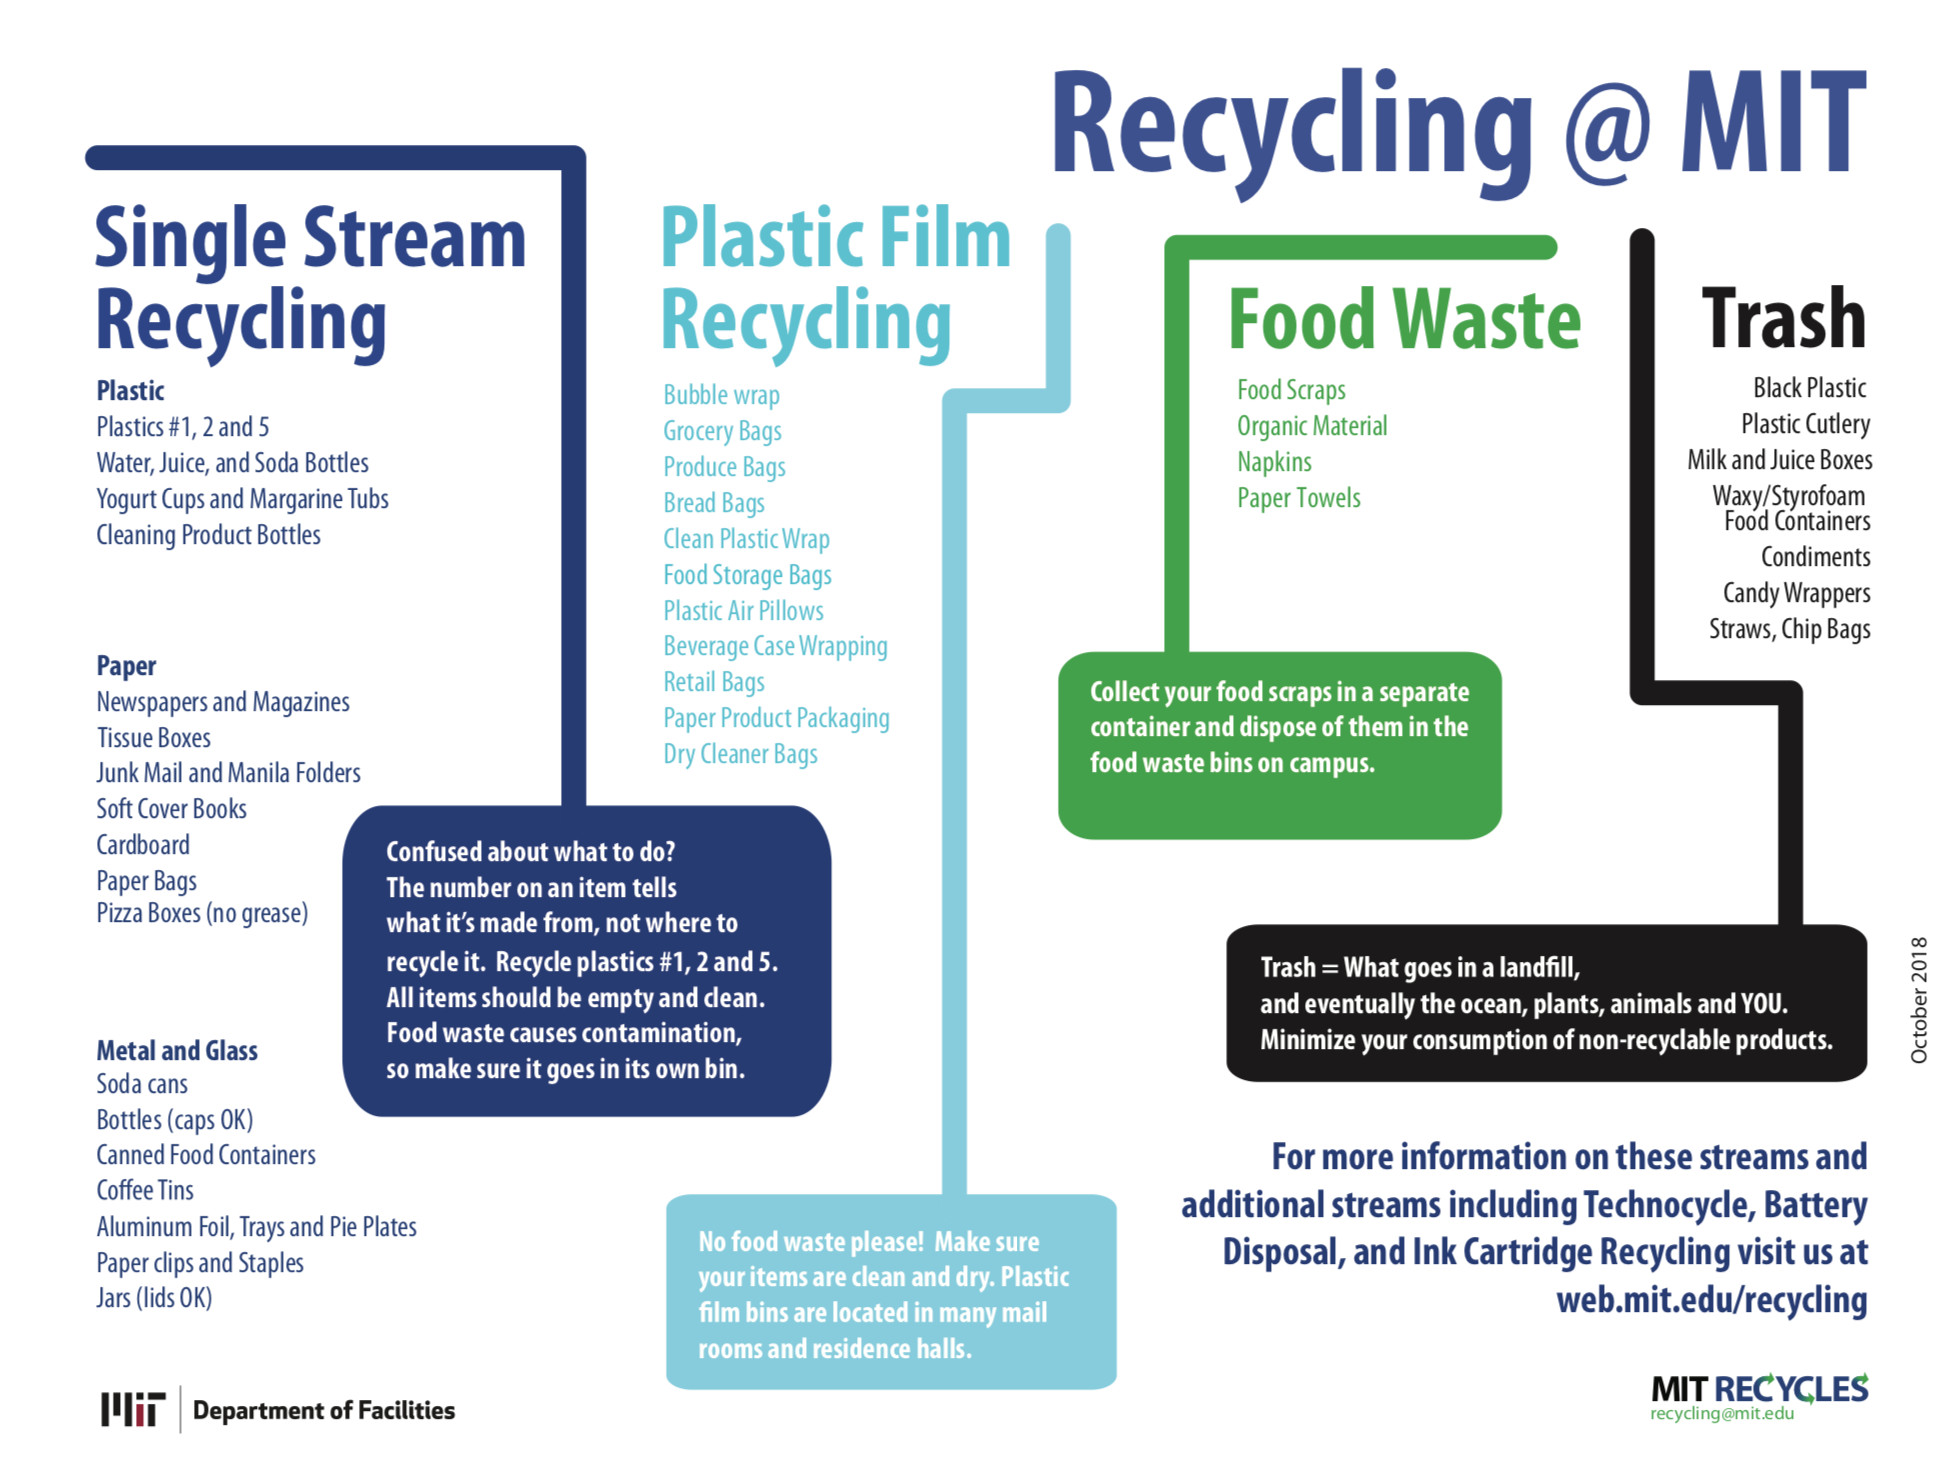 Recycling @ MIT
Single Stream
Recycling
Plastic
Plastics #1, 2 and 5
Water, Juice, and Soda Bottles
Yogurt Cups and Margarine Tubs
Cleaning Product Bottles
Paper
Newspapers and Magazines
Tissue Boxes
Junk Mail and Manila Folders
Soft Cover Books
Cardboard
Paper Bags
Pizza Boxes (no grease)
Metal and Glass
Soda cans
Bottles (caps OK)
Canned Food Containers
Coffee Tins
Aluminum Foil, Trays and Pie Plates
Paper clips and Staples
Jars (lids OK)
Confused about what to do?
The number on an item tells
what it's made from, not where to
recycle it.  Recycle plastics #1, 2 and 5.
All items should be empty and clean.
Food waste causes contamination,
so make sure it goes in its own bin.
Plastic Film
Recycling
Bubble wrap
Grocery Bags
Produce Bags
Bread Bags
Clean Plastic Wrap
Food Storage Bags
Plastic Air Pillows
Beverage Case Wrapping
Retail Bags
Paper Product Packaging
Dry Cleaner Bags
No food waste please!  Make sure
your items are clean and dry. Plastic
film bins are located in many mail
rooms and residence halls.
Food Waste
Food Scraps
Organic Material
Napkins
Paper Towels
Collect your food scraps in a separate
container and dispose of them in the
food waste bins on campus.
Trash
Black Plastic
Plastic Cutlery
Milk and Juice Boxes
Waxy/Styrofoam
Food Containers
Condiments
Candy Wrappers
Straws, Chip Bags
Trash = What goes in a landfill,
and eventually the ocean, plants, animals and YOU.
Minimize your consumption of non-recyclable products.
October 2018
For more information on these streams and
additional streams including Technocycle, Battery
Disposal, and Ink Cartridge Recycling visit us at
web.mit.edu/recycling
MIT
Department of Facilities
MIT RECYCLES
recycling@mit.edu